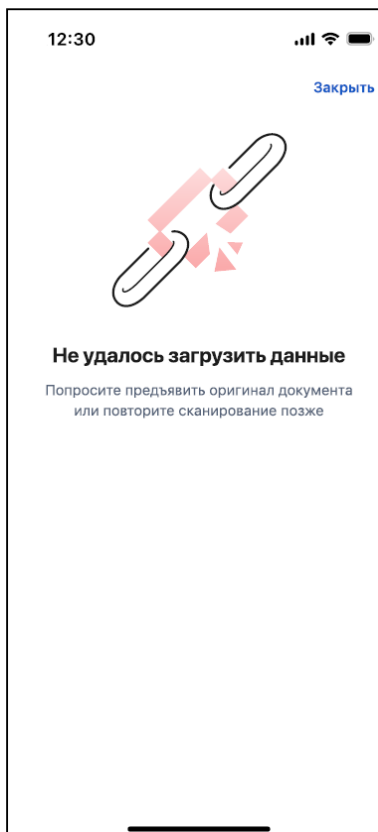 12:30
Закрыть
Не удалось загрузить данные
Попросите предъявить оригинал документа
или повторите сканирование позже